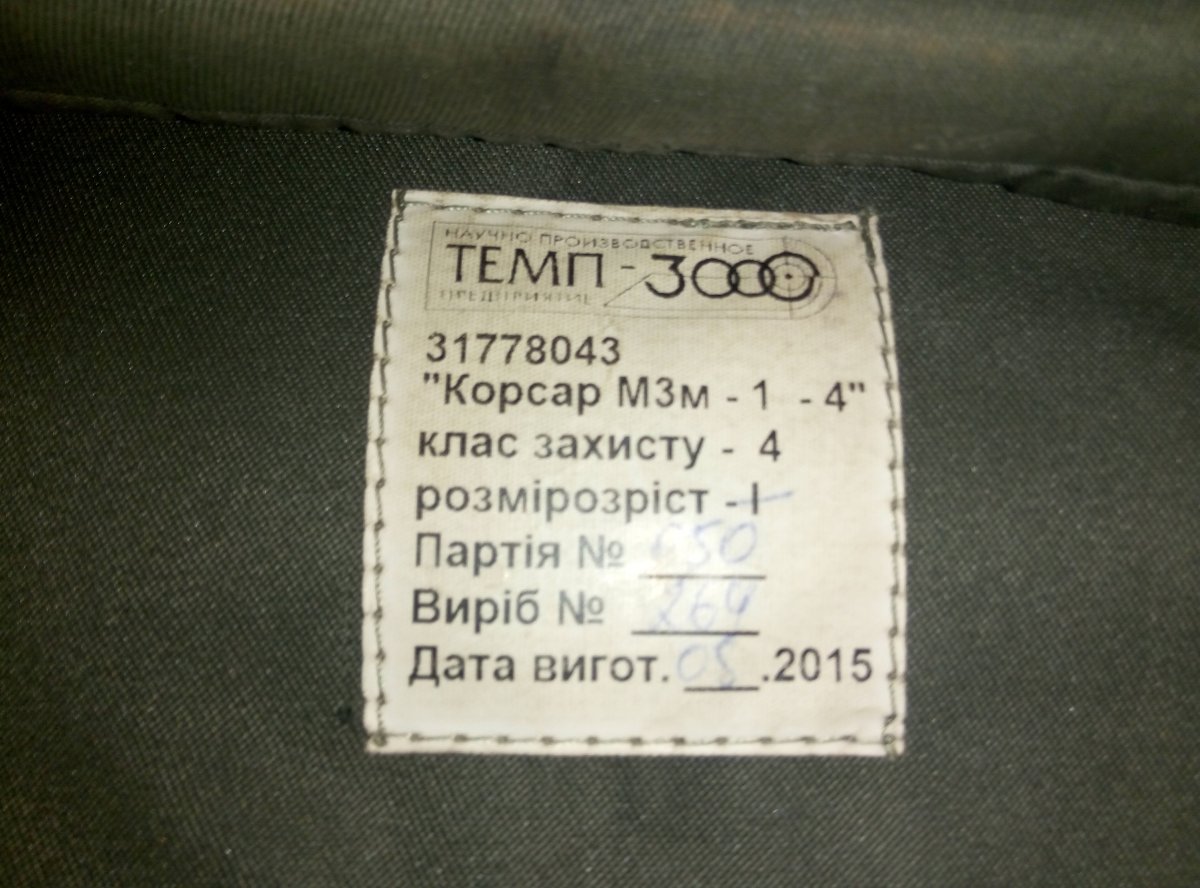 НАУЧНО ПРОИЗВОДСТВЕННОЕ
ТЕМП-3000
ПРЕДПРИЯТИЕ
31778043
"Корсар М3м - 1 - 4"
клас захисту - 4
розмірозріст - I
Партія №
Виріб № 264
Дата вигот. 05.2015